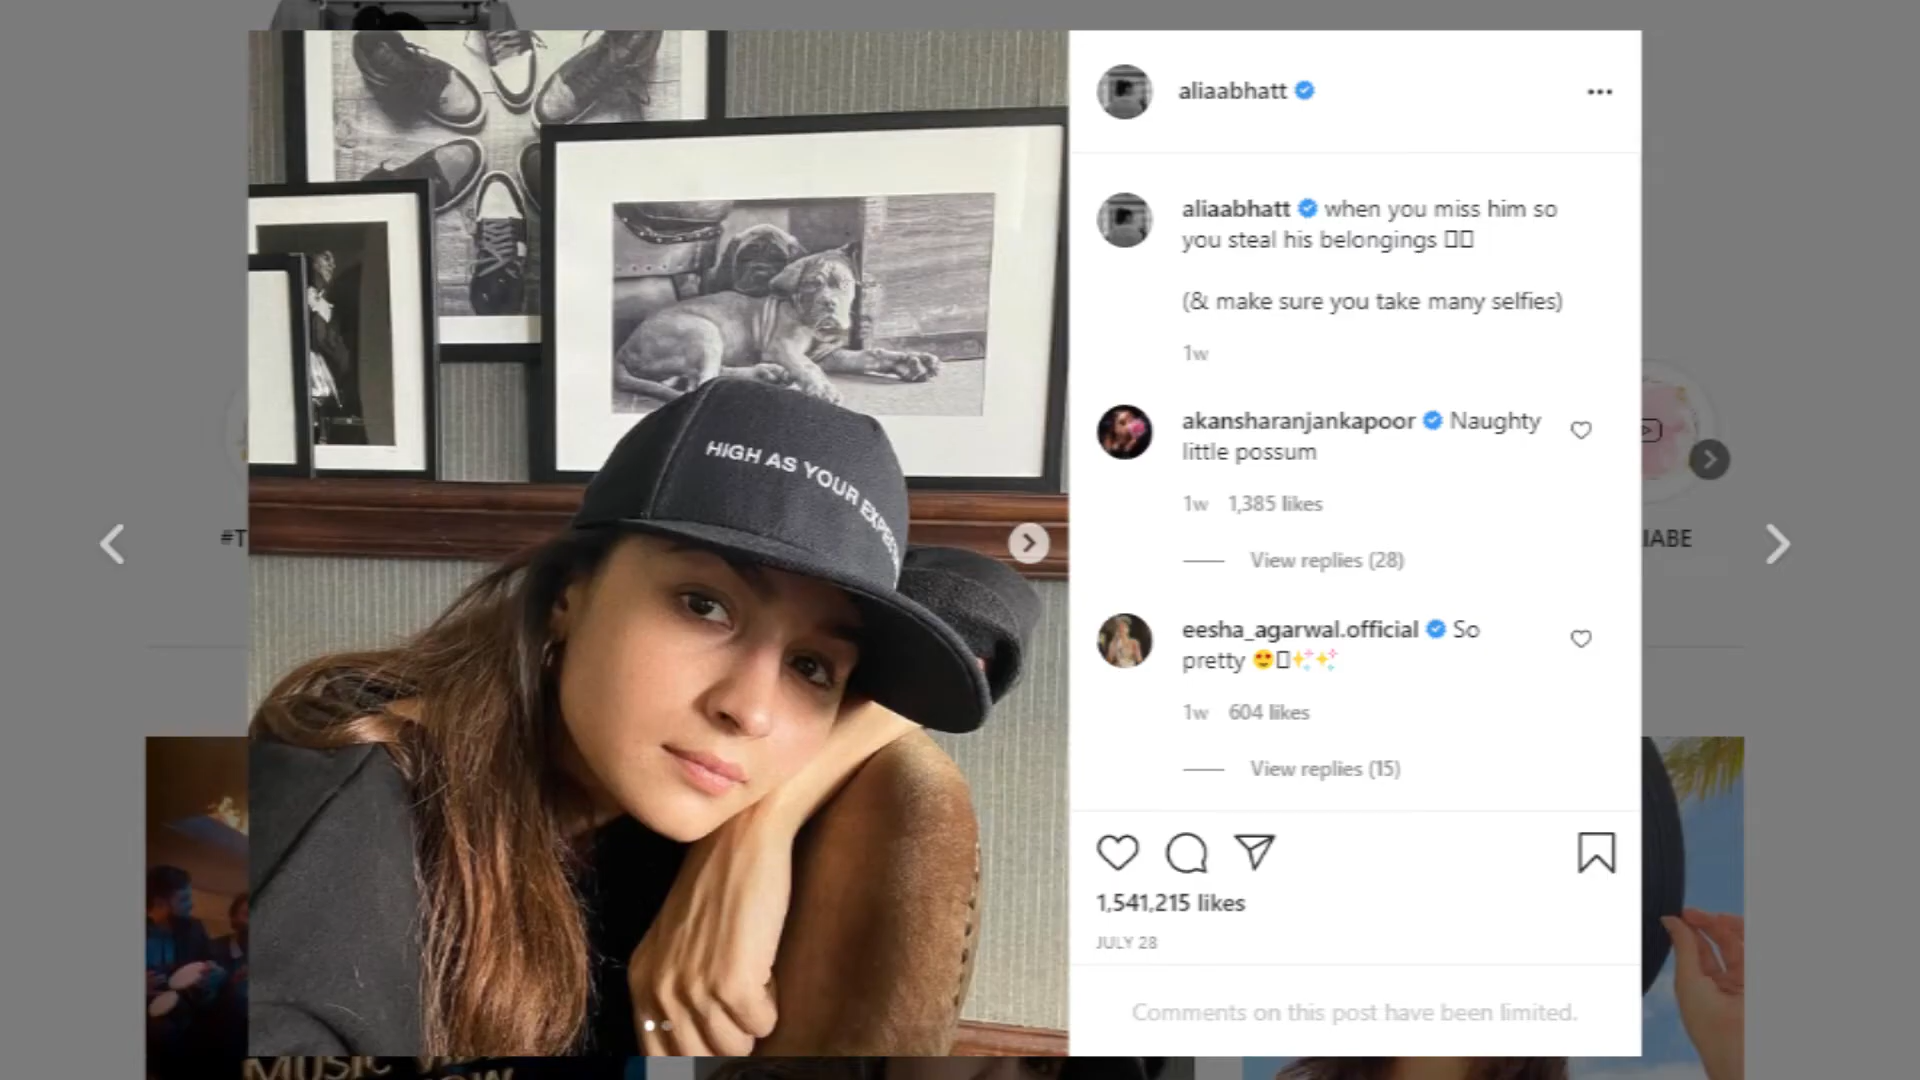 aliaabhatt
aliaabhatt when you miss him so
you steal his belongings
(& make sure you take many selfies)
1w
akansharanjankapoor Naughty
little possum
1w 1,385 likes
View replies (28)
eesha_agarwal.official So
pretty 😍✨✨
1w 604 likes
View replies (15)
1,541,215 likes
JULY 28
Comments on this post have been limited.
HIGH AS YOUR
#T
IABE
MUSIC